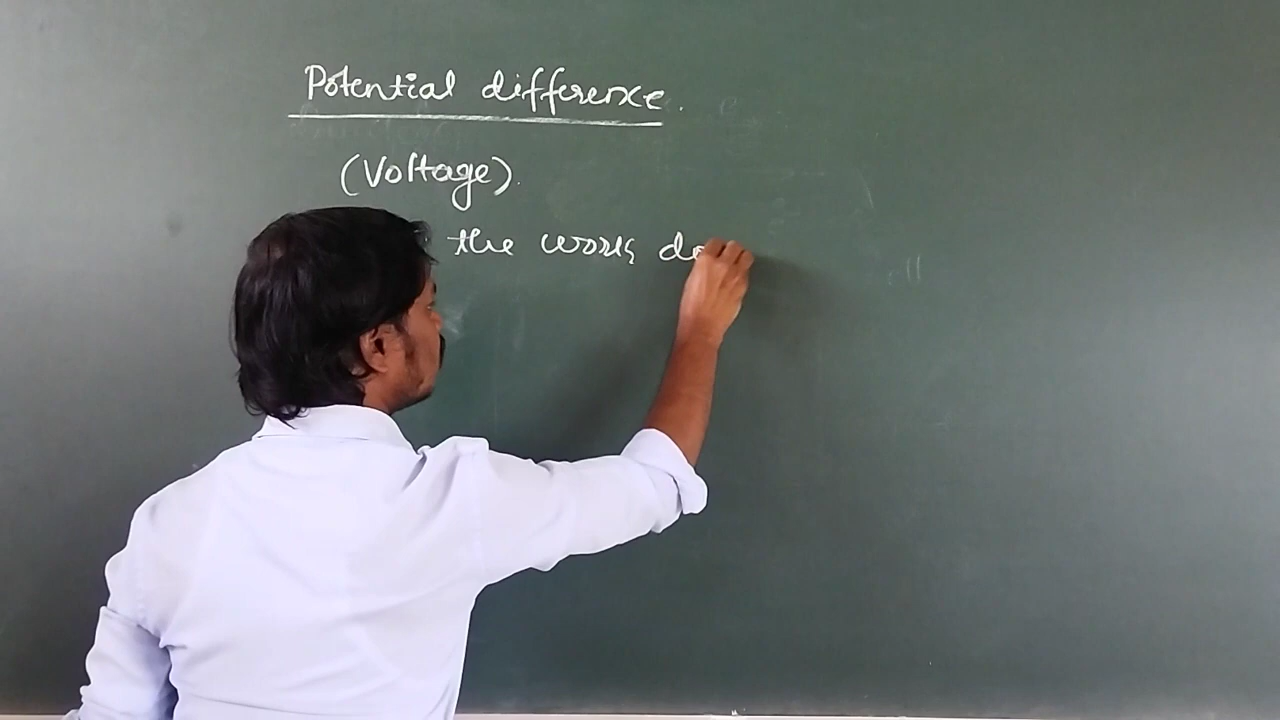 Potential difference.
(Voltage).
the work do